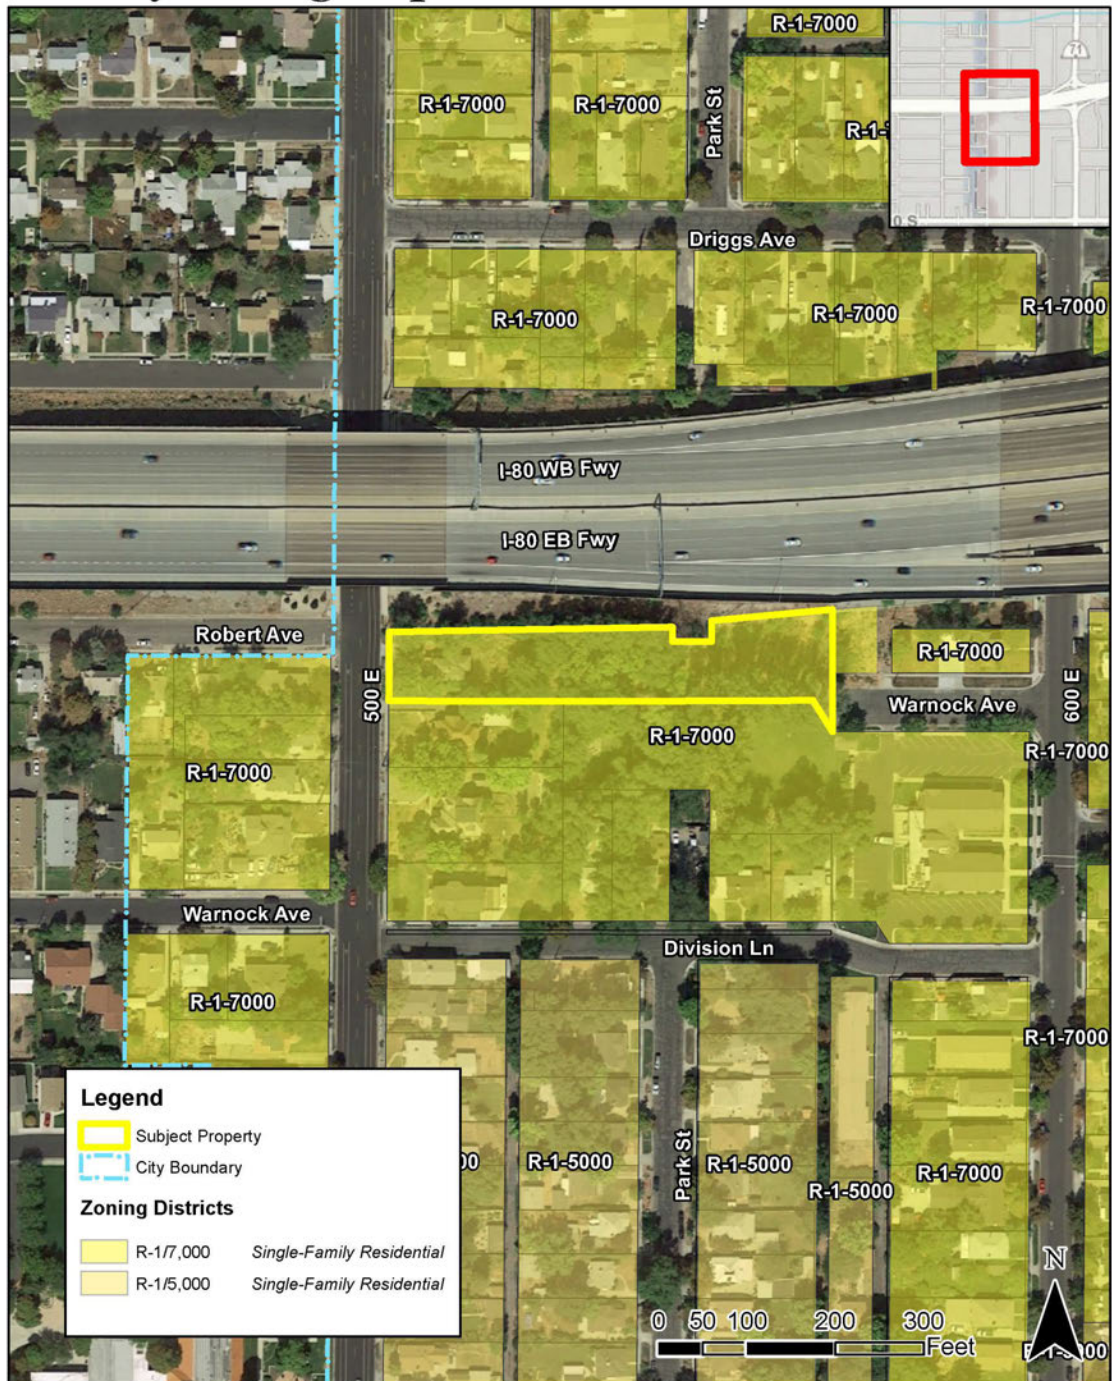 R-1-7000
71
0 S
R-1-7000
R-1-7000
Park St
R-1-7
Driggs Ave
R-1-7000
R-1-7000
R-1-7000
I-80 WB Fwy
I-80 EB Fwy
Robert Ave
500 E
R-1-7000
Warnock Ave
600 E
R-1-7000
R-1-7000
R-1-7000
Warnock Ave
Division Ln
R-1-7000
R-1-7000
Legend
Subject Property
City Boundary
Zoning Districts
R-1/7,000 Single-Family Residential
R-1/5,000 Single-Family Residential
00
R-1-5000
Park St
R-1-5000
R-1-5000
R-1-7000
N
0 50 100 200 300
Feet